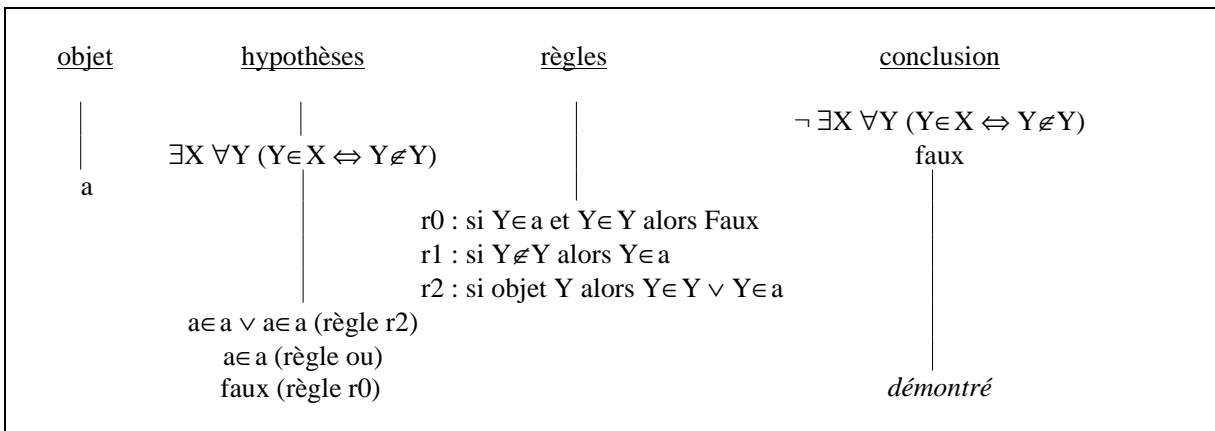 objet hypothèses règles conclusion
¬ ∃X ∀Y (Y∈X ⇔ Y∉Y)
∃X ∀Y (Y∈X ⇔ Y∉Y) faux
a
r0 : si Y∈a et Y∈Y alors Faux
r1 : si Y∉Y alors Y∈a
r2 : si objet Y alors Y∈Y ∨ Y∈a
a∈a ∨ a∈a (règle r2)
a∈a (règle ou)
faux (règle r0) démontré